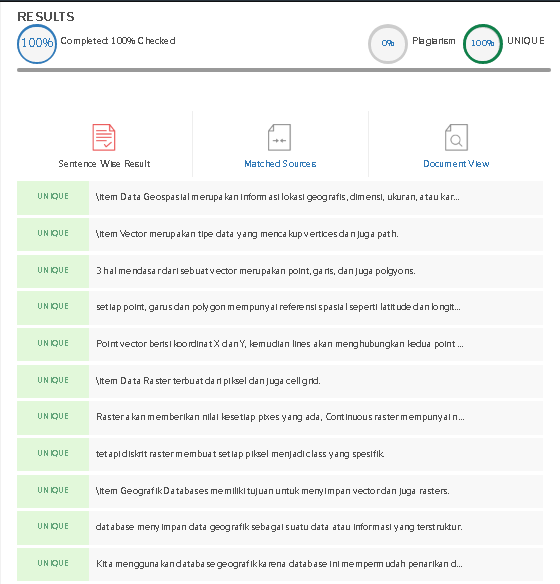 RESULTS
100% Completed: 100% Checked 0% Plagiarism 100% UNIQUE
Sentence Wise Result Matched Sources Document View
UNIQUE \item Data Geospasial merupakan informasi lokasi geografis, dimensi, ukuran, atau kar...
UNIQUE \item Vector merupakan tipe data yang mencakup vertices dan juga path.
UNIQUE 3 hal mendasar dari sebuat vector merupakan point, garis, dan juga polgyons.
UNIQUE setiap point, garus dan polygon mempunyai referensi spasial seperti latitude dan longit...
UNIQUE Point vector berisi koordinat X dan Y, kemudian lines akan menghubungkan kedua point ...
UNIQUE \item Data Raster terbuat dari piksel dan juga cell grid.
UNIQUE Raster akan memberikan nilai kesetiap pixes yang ada, Continuous raster mempunyai n...
UNIQUE tetapi diskrit raster membuat setiap piksel menjadi class yang spesifik.
UNIQUE \item Geografik Databases memiliki tujuan untuk menyimpan vector dan juga rasters.
UNIQUE database menyimpan data geografik sebagai suatu data atau informasi yang terstruktur.
UNIQUE Kita menggunakan database geografik karena database ini mempermudah penarikan d...